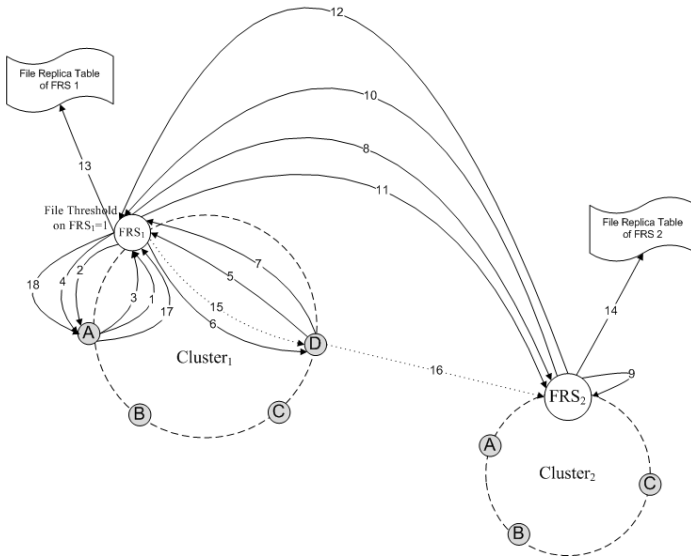 12
File Replica Table
of FRS 1
10
8
11
13
File Threshold
on FRS₁=1
FRS₁
File Replica Table
of FRS 2
18
4
2
3
1
17
5
7
15
6
14
A
D
Cluster₁
16
9
FRS₂
B
C
A
Cluster₂
C
B